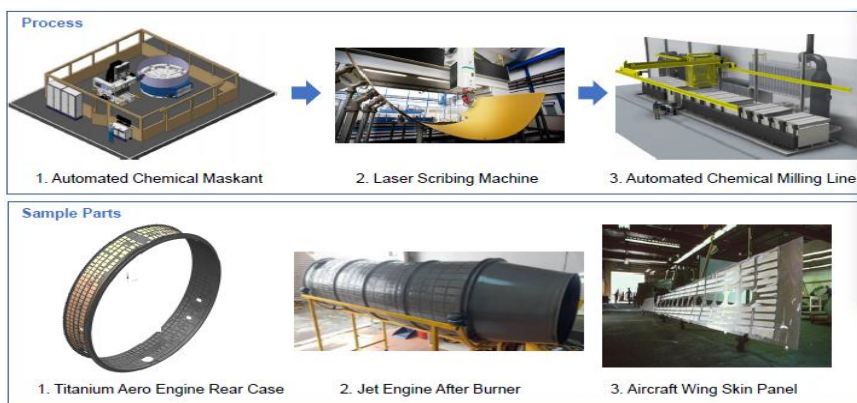 Process
1. Automated Chemical Maskant
2. Laser Scribing Machine
3. Automated Chemical Milling Line
Sample Parts
1. Titanium Aero Engine Rear Case
2. Jet Engine After Burner
3. Aircraft Wing Skin Panel